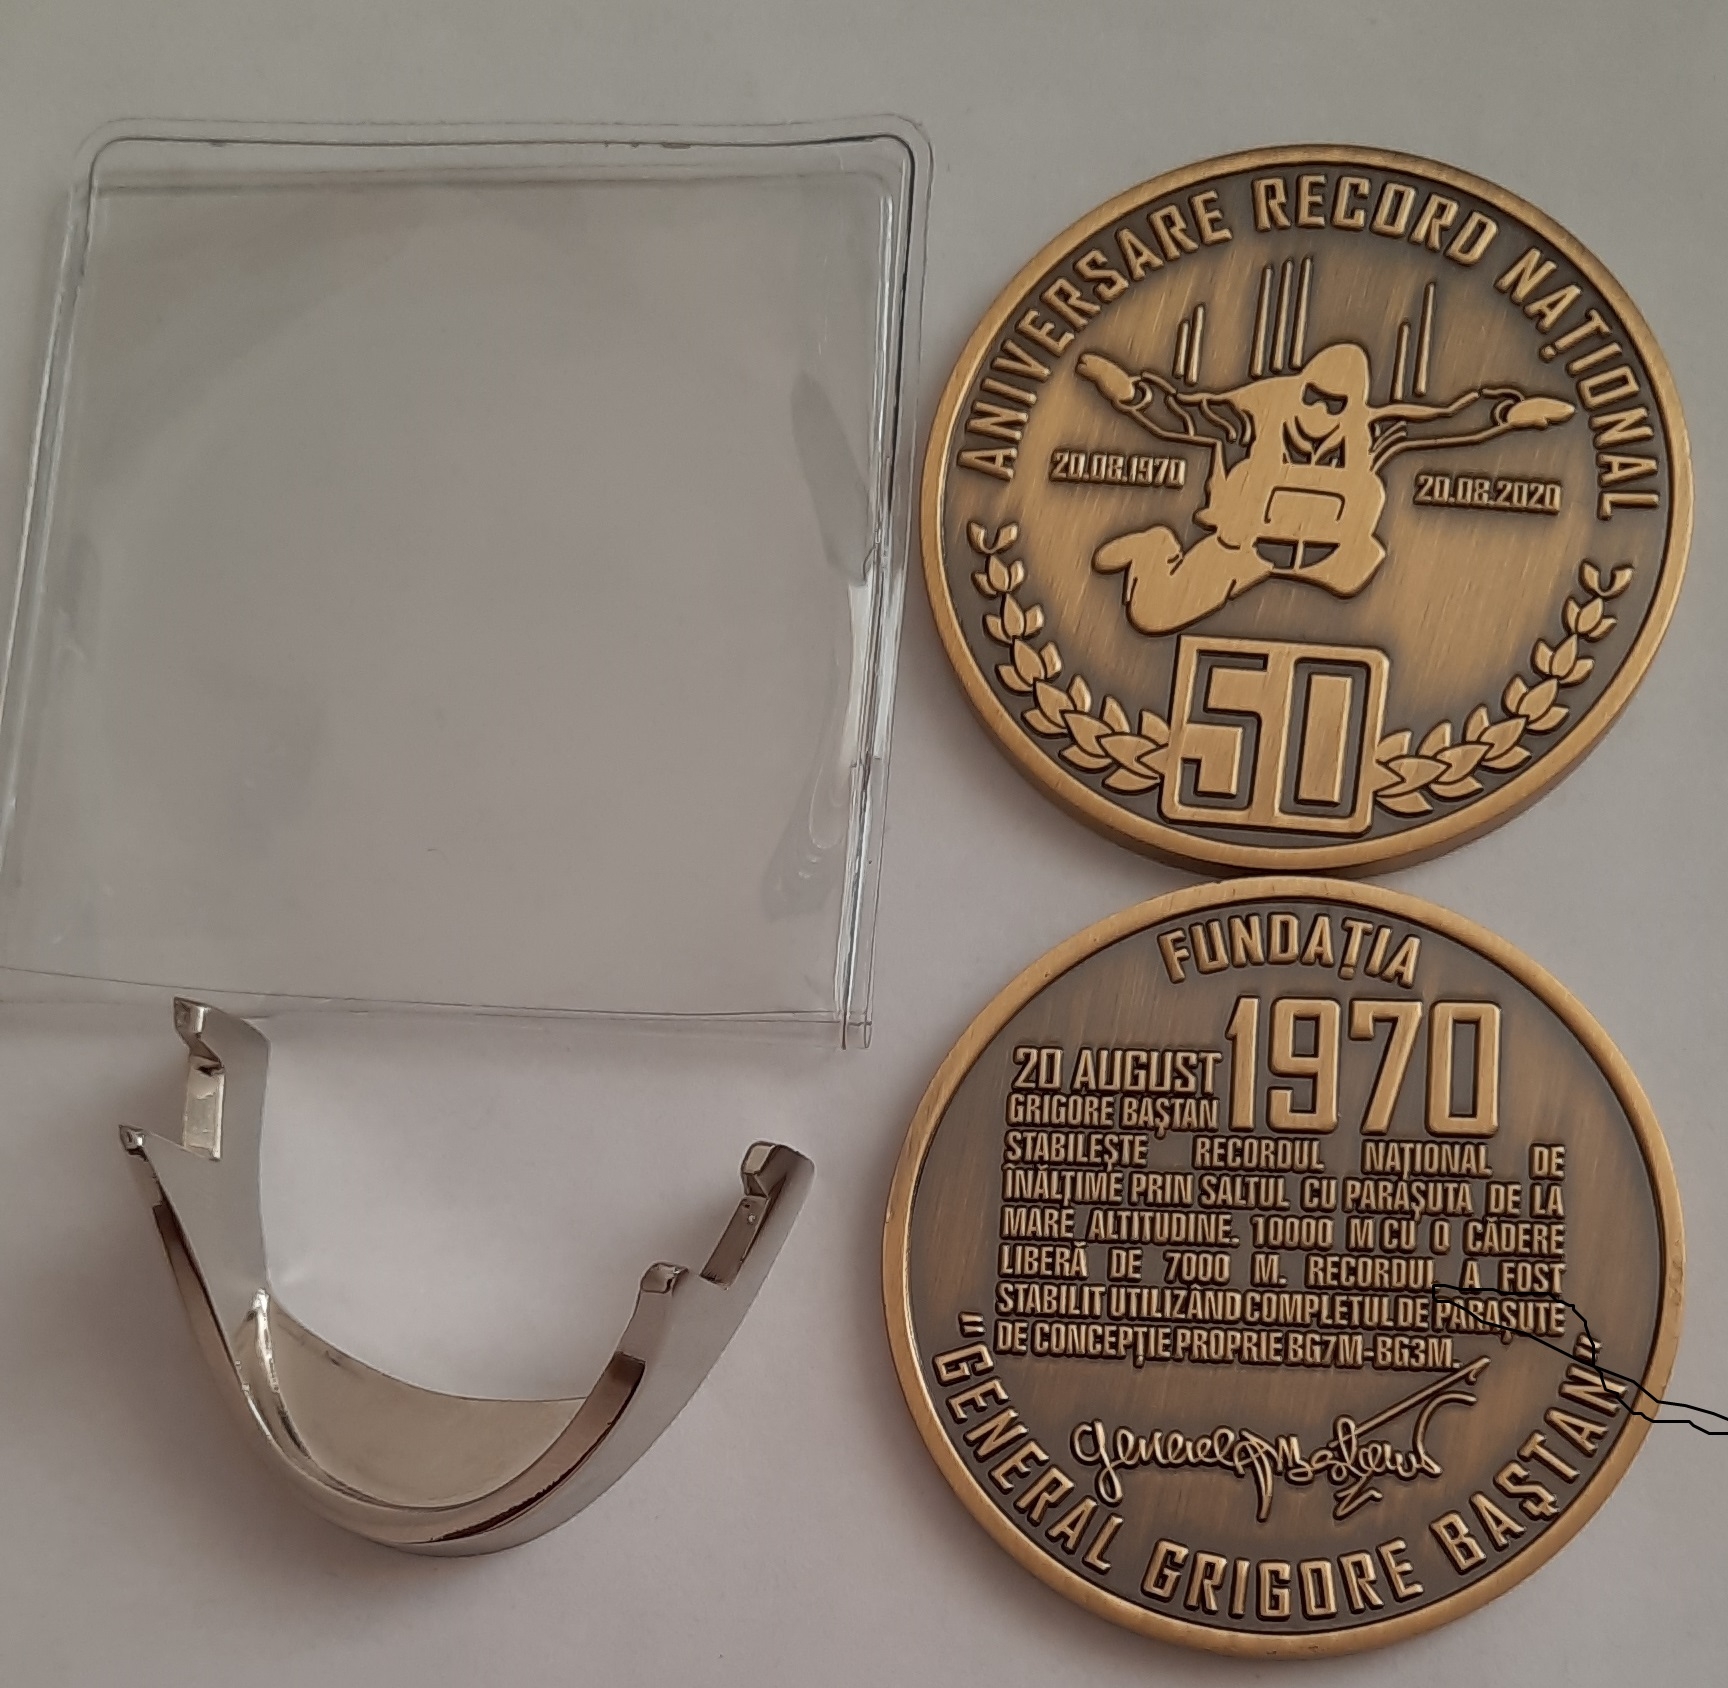 ANIVERSARE RECORD NAȚIONAL
20.08.1970
20.08.2020
50
FUNDAȚIA
1970
20 AUGUST
GRIGORE BAȘTAN
STABILEȘTE RECORDUL NAȚIONAL DE
ÎNĂLȚIME PRIN SALTUL CU PARAȘUTA DE LA
MARE ALTITUDINE. 10000 M CU O CĂDERE
LIBERĂ DE 7000 M. RECORDUL A FOST
STABILIT UTILIZÂND COMPLETUL DE PARAȘUTE
DE CONCEPȚIE PROPRIE BG7M-BG3M.
"GENERAL GRIGORE BAȘTAN"